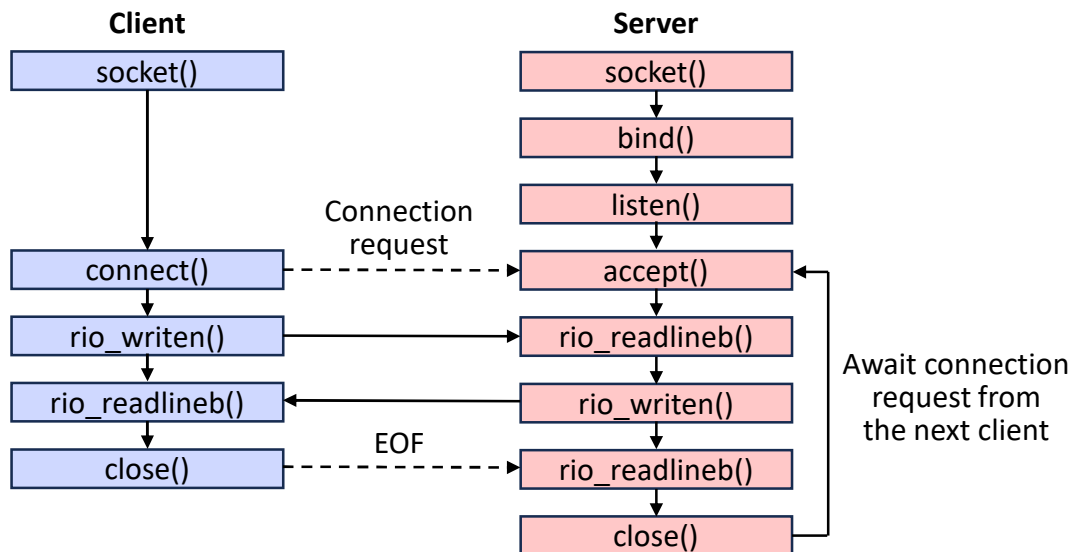 Client
Server
socket()
socket()
bind()
listen()
Connection
request
connect()
accept()
rio_writen()
rio_readlineb()
Await connection
request from
the next client
rio_readlineb()
rio_writen()
EOF
close()
rio_readlineb()
close()